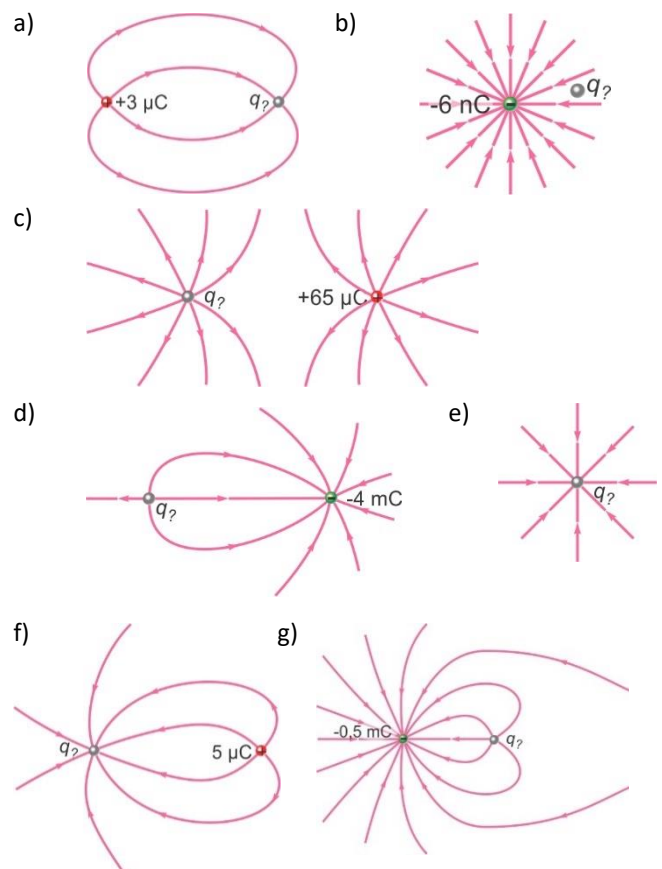 a)
+3 µC
q?
b)
-6 nC
q?
c)
q?
+65 µC
d)
q?
-4 mC
e)
q?
f)
q?
5 µC
g)
-0,5 mC
q?